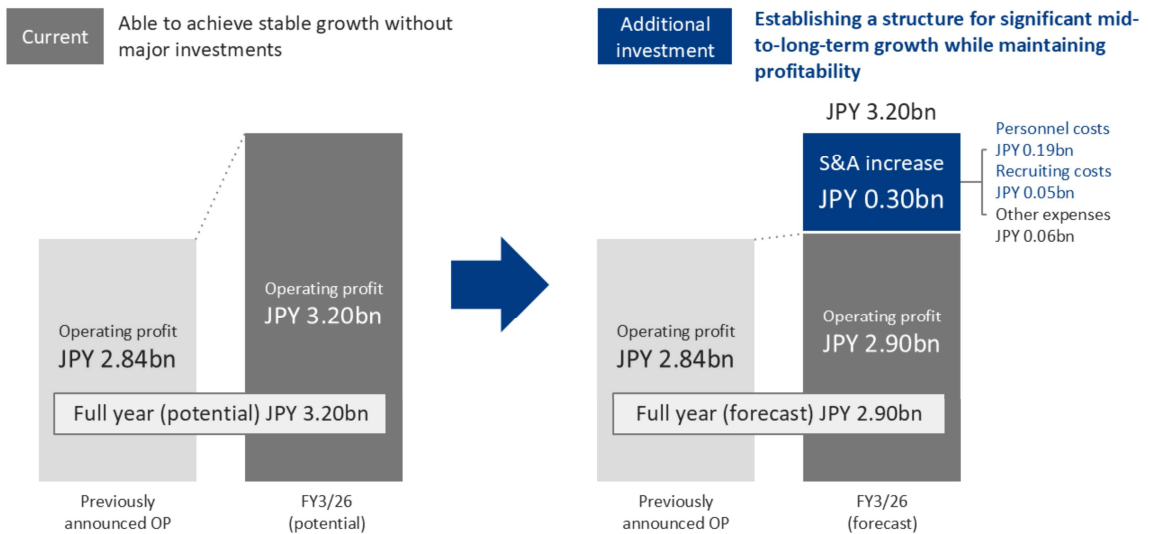 Current
Able to achieve stable growth without
major investments
Operating profit
JPY 2.84bn
Operating profit
JPY 3.20bn
Full year (potential) JPY 3.20bn
Previously
announced OP
FY3/26
(potential)
Additional
investment
Establishing a structure for significant mid-
to-long-term growth while maintaining
profitability
JPY 3.20bn
S&A increase
JPY 0.30bn
Personnel costs
JPY 0.19bn
Recruiting costs
JPY 0.05bn
Other expenses
JPY 0.06bn
Operating profit
JPY 2.84bn
Operating profit
JPY 2.90bn
Full year (forecast) JPY 2.90bn
Previously
announced OP
FY3/26
(forecast)